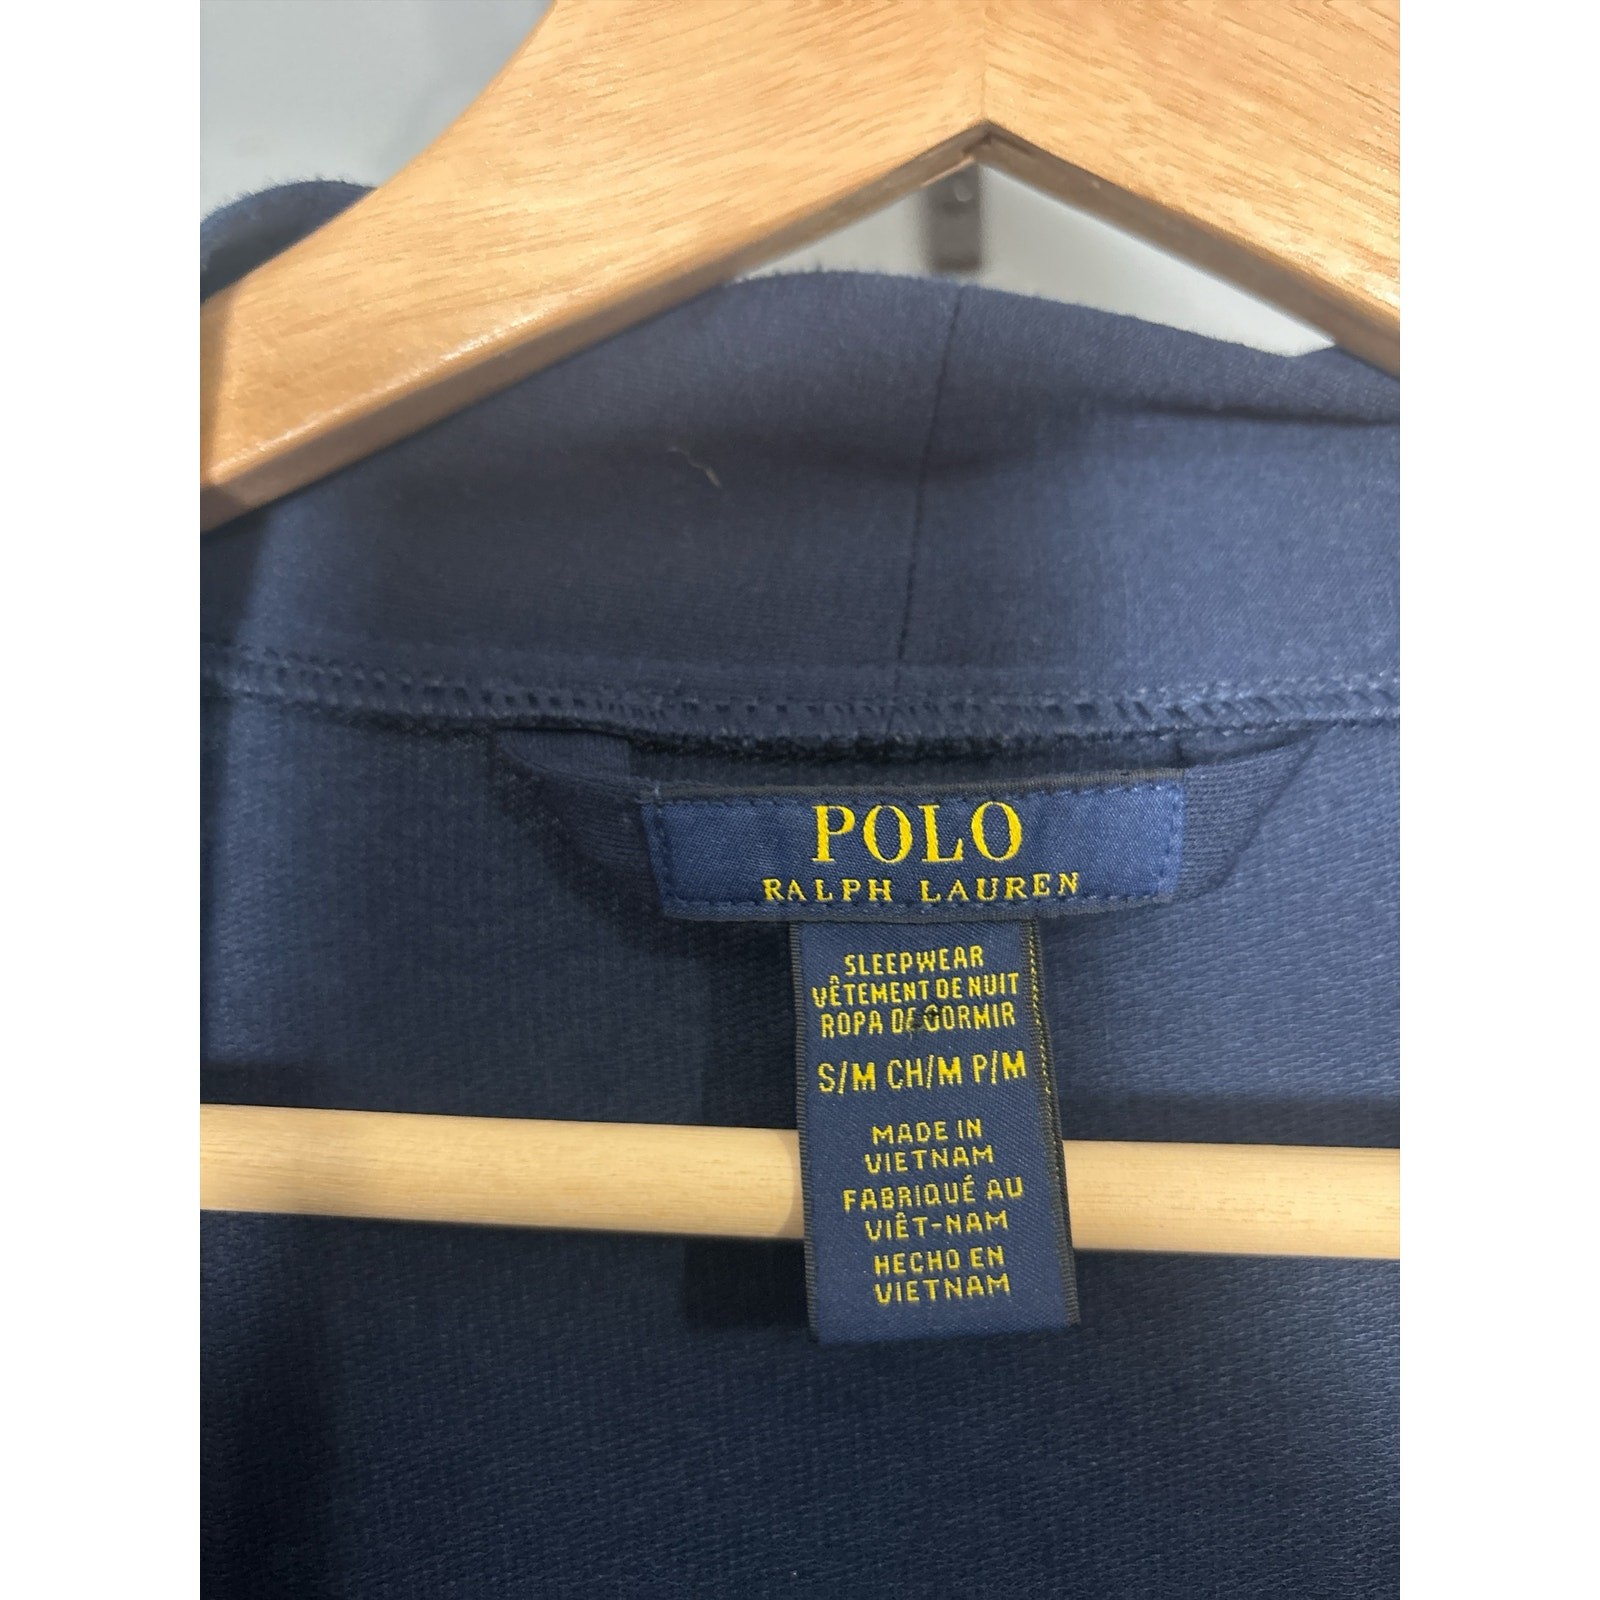 POLO
RALPH LAUREN
SLEEPWEAR
VÊTEMENT DE NUIT
ROPA DE DORMIR
S/M CH/M P/M
MADE IN
VIETNAM
FABRIQUÉ AU
VIÊT-NAM
HECHO EN
VIETNAM